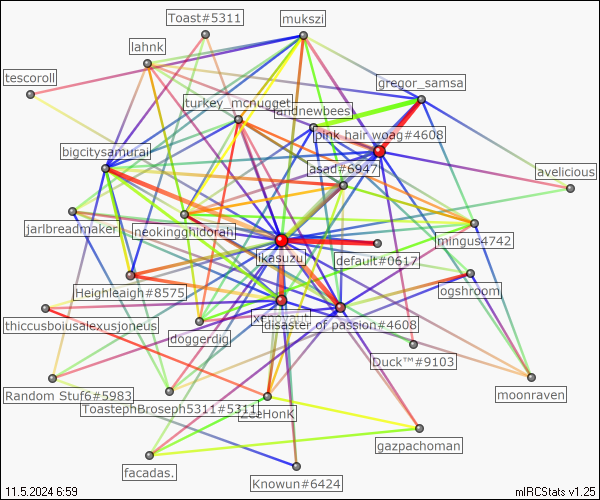 Toast#5311
mukszi
lahnk
tescoroll
gregor_samsa
turkey_mcnugget
andnewbees
pink hair woag#4608
bigcitysamurai
asad#6947
avelicious
jarlbreadmaker
neokingghidorah
mingus4742
likasuzu
default#0617
Heighleaigh#8575
ogshroom
xenovaut
thiccusboiusalexusjoneus
disaster of passion#4608
doggerdig
Duck™#9103
Random Stuf6#5983
moonraven
ToastephBroseph5311#5311
ZeeHonK
gazpachoman
facadas.
Knowun#6424
11.5.2024 6:59
mIRCStats v1.25